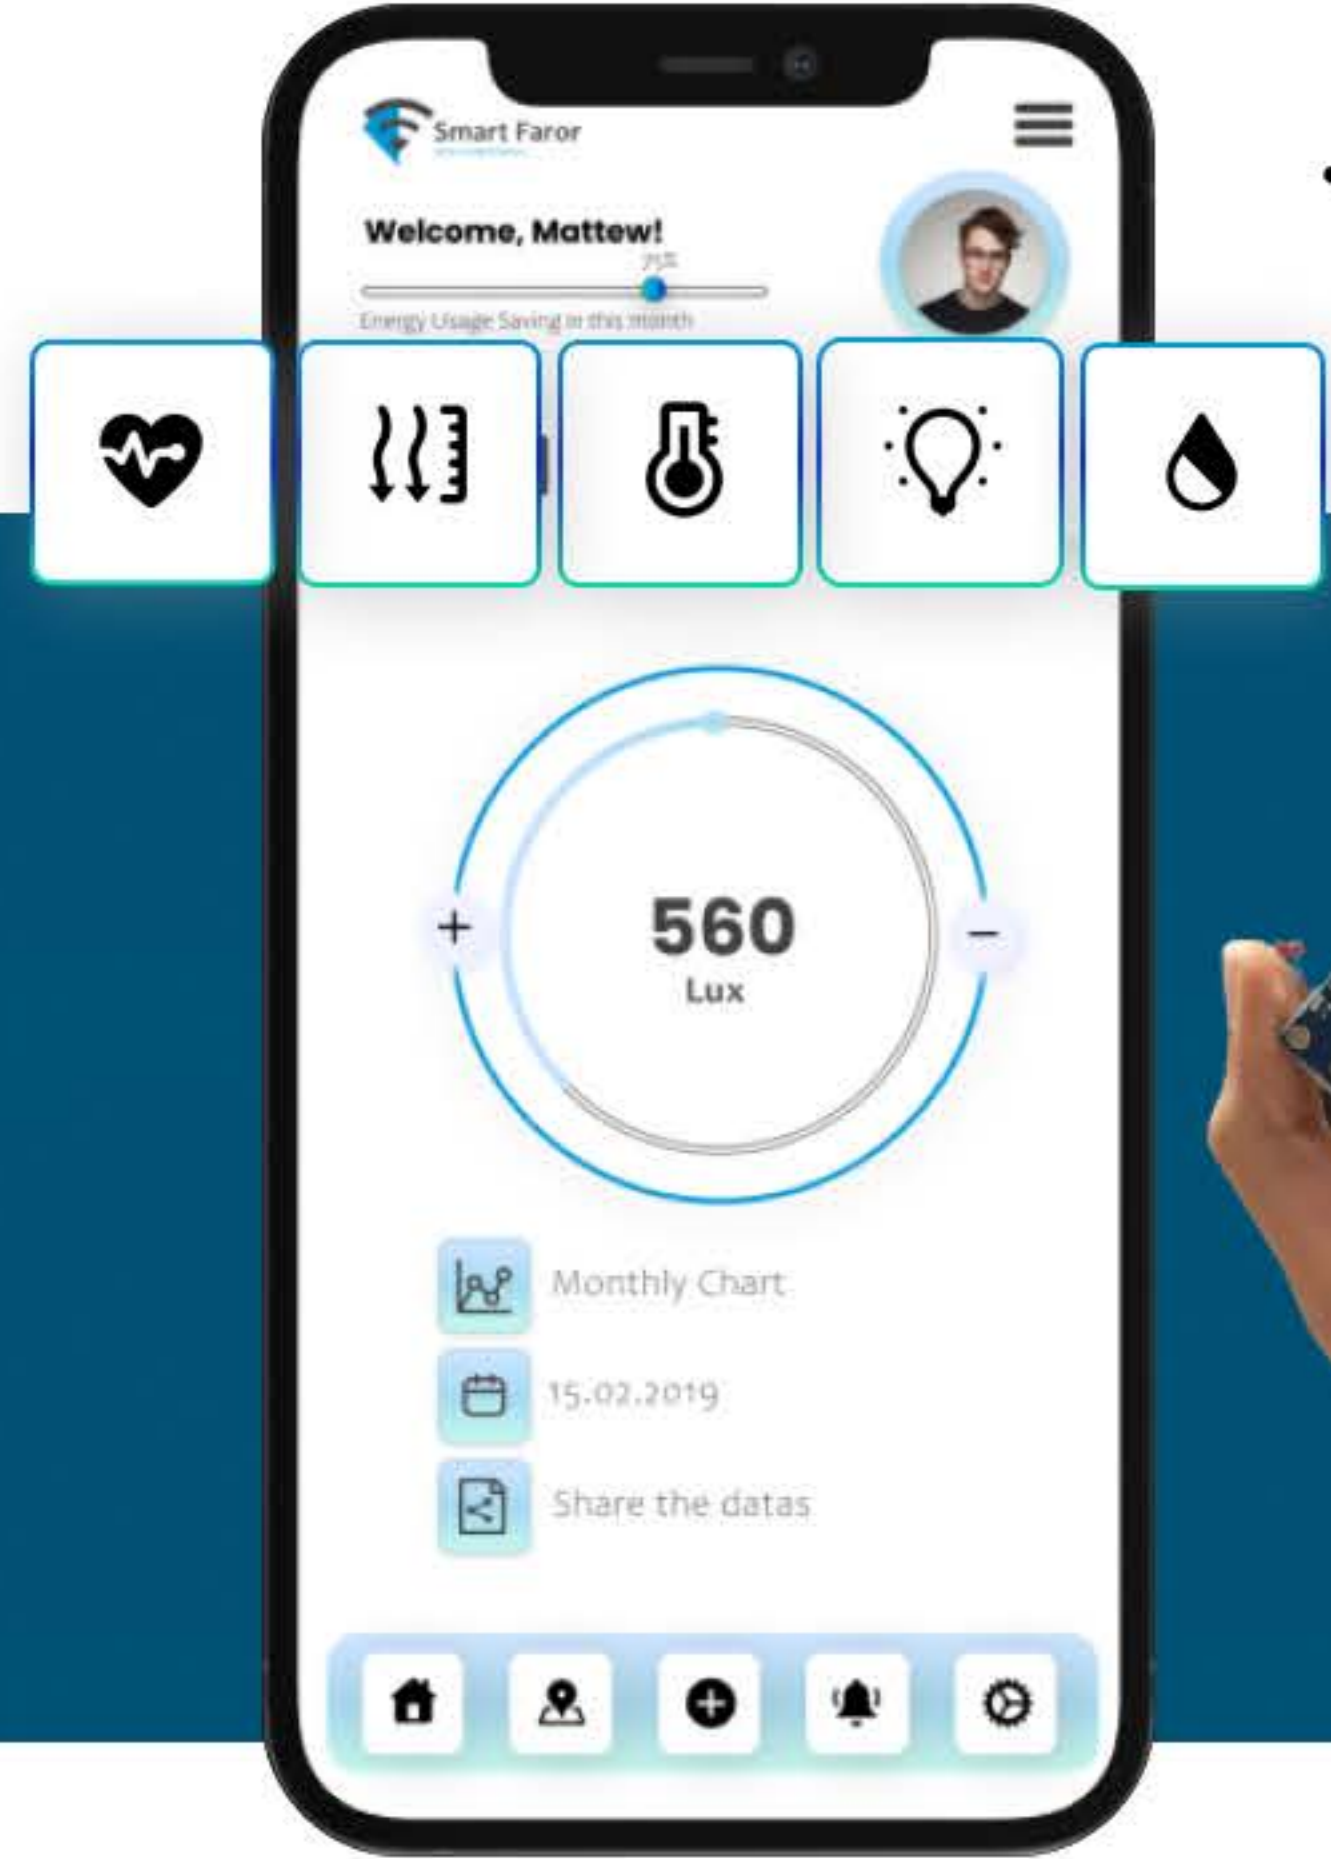 Smart Faror
Welcome, Mattew!
75%
Energy Usage Saving in this month
560
Lux
Monthly Chart
15.02.2019
Share the datas